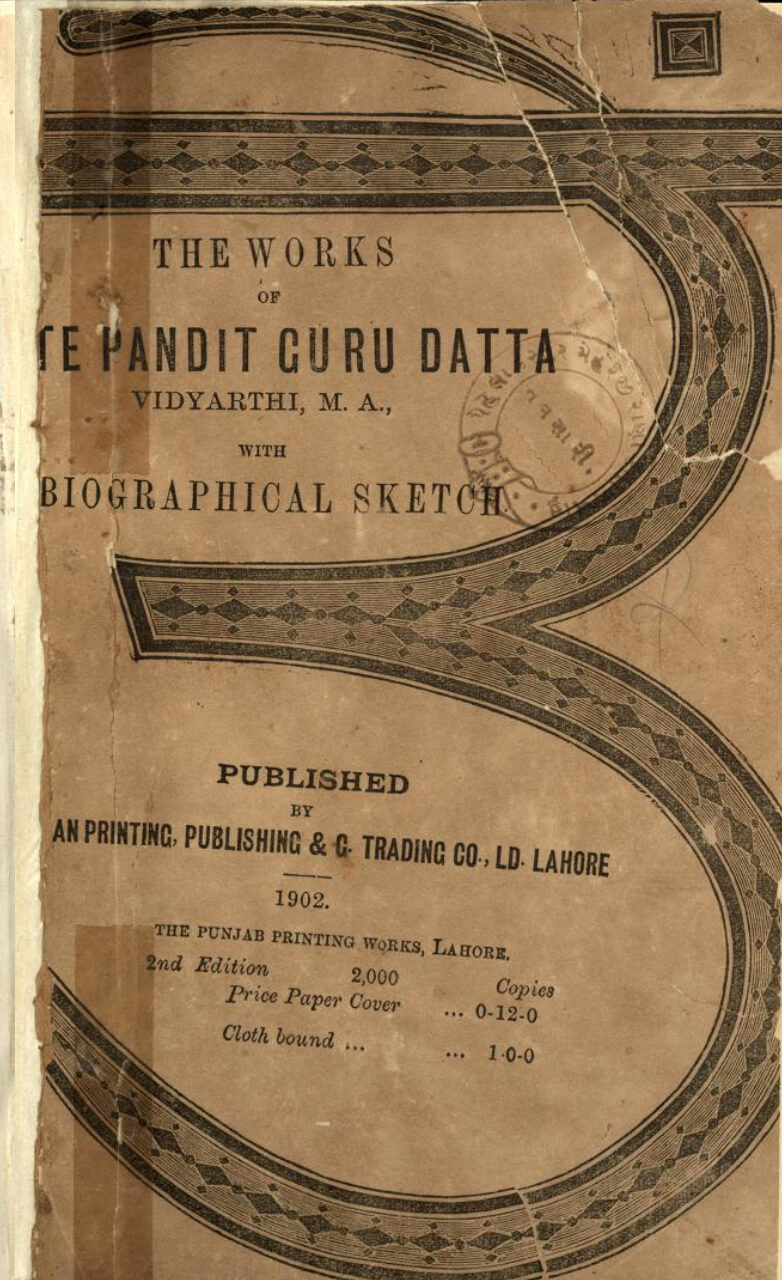 THE WORKS
OF
TE PANDIT GURU DATTA
VIDYARTHI, M. A.,
WITH
BIOGRAPHICAL SKETCH
PUBLISHED
BY
AN PRINTING, PUBLISHING & G. TRADING CO., LD. LAHORE
1902.
THE PUNJAB PRINTING WORKS, LAHORE.
2nd Edition 2,000 Copies
Price Paper Cover ... 0-12-0
Cloth bound ... ... 1-0-0